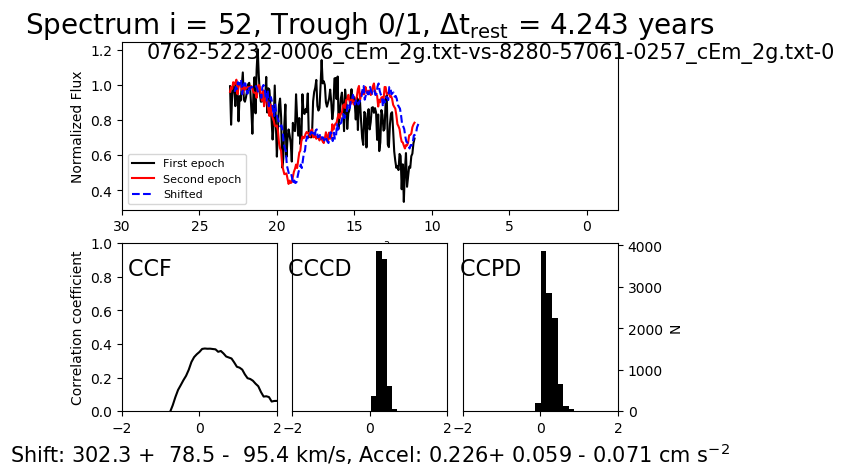 Spectrum i = 52, Trough 0/1, Δt_rest = 4.243 years
0762-52232-0006_cEm_2g.txt-vs-8280-57061-0257_cEm_2g.txt-0
Normalized Flux
1.2
1.0
0.8
0.6
0.4
First epoch
Second epoch
Shifted
30 25 20 15 10 5 0
Correlation coefficient
1.0
0.8
0.6
0.4
0.2
0.0
CCF
CCCD
CCPD
4000
3000
2000
1000
0
N
−2 0 2
−2 0 2
−2 0 2
Shift: 302.3 + 78.5 - 95.4 km/s, Accel: 0.226+ 0.059 - 0.071 cm s⁻²